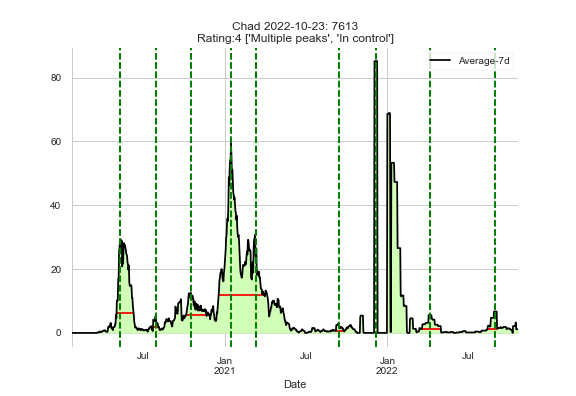 Chad 2022-10-23: 7613
Rating:4 ['Multiple peaks', 'In control']
Average-7d
80
60
40
20
0
Jul
Jan
2021
Jul
Jan
2022
Jul
Date